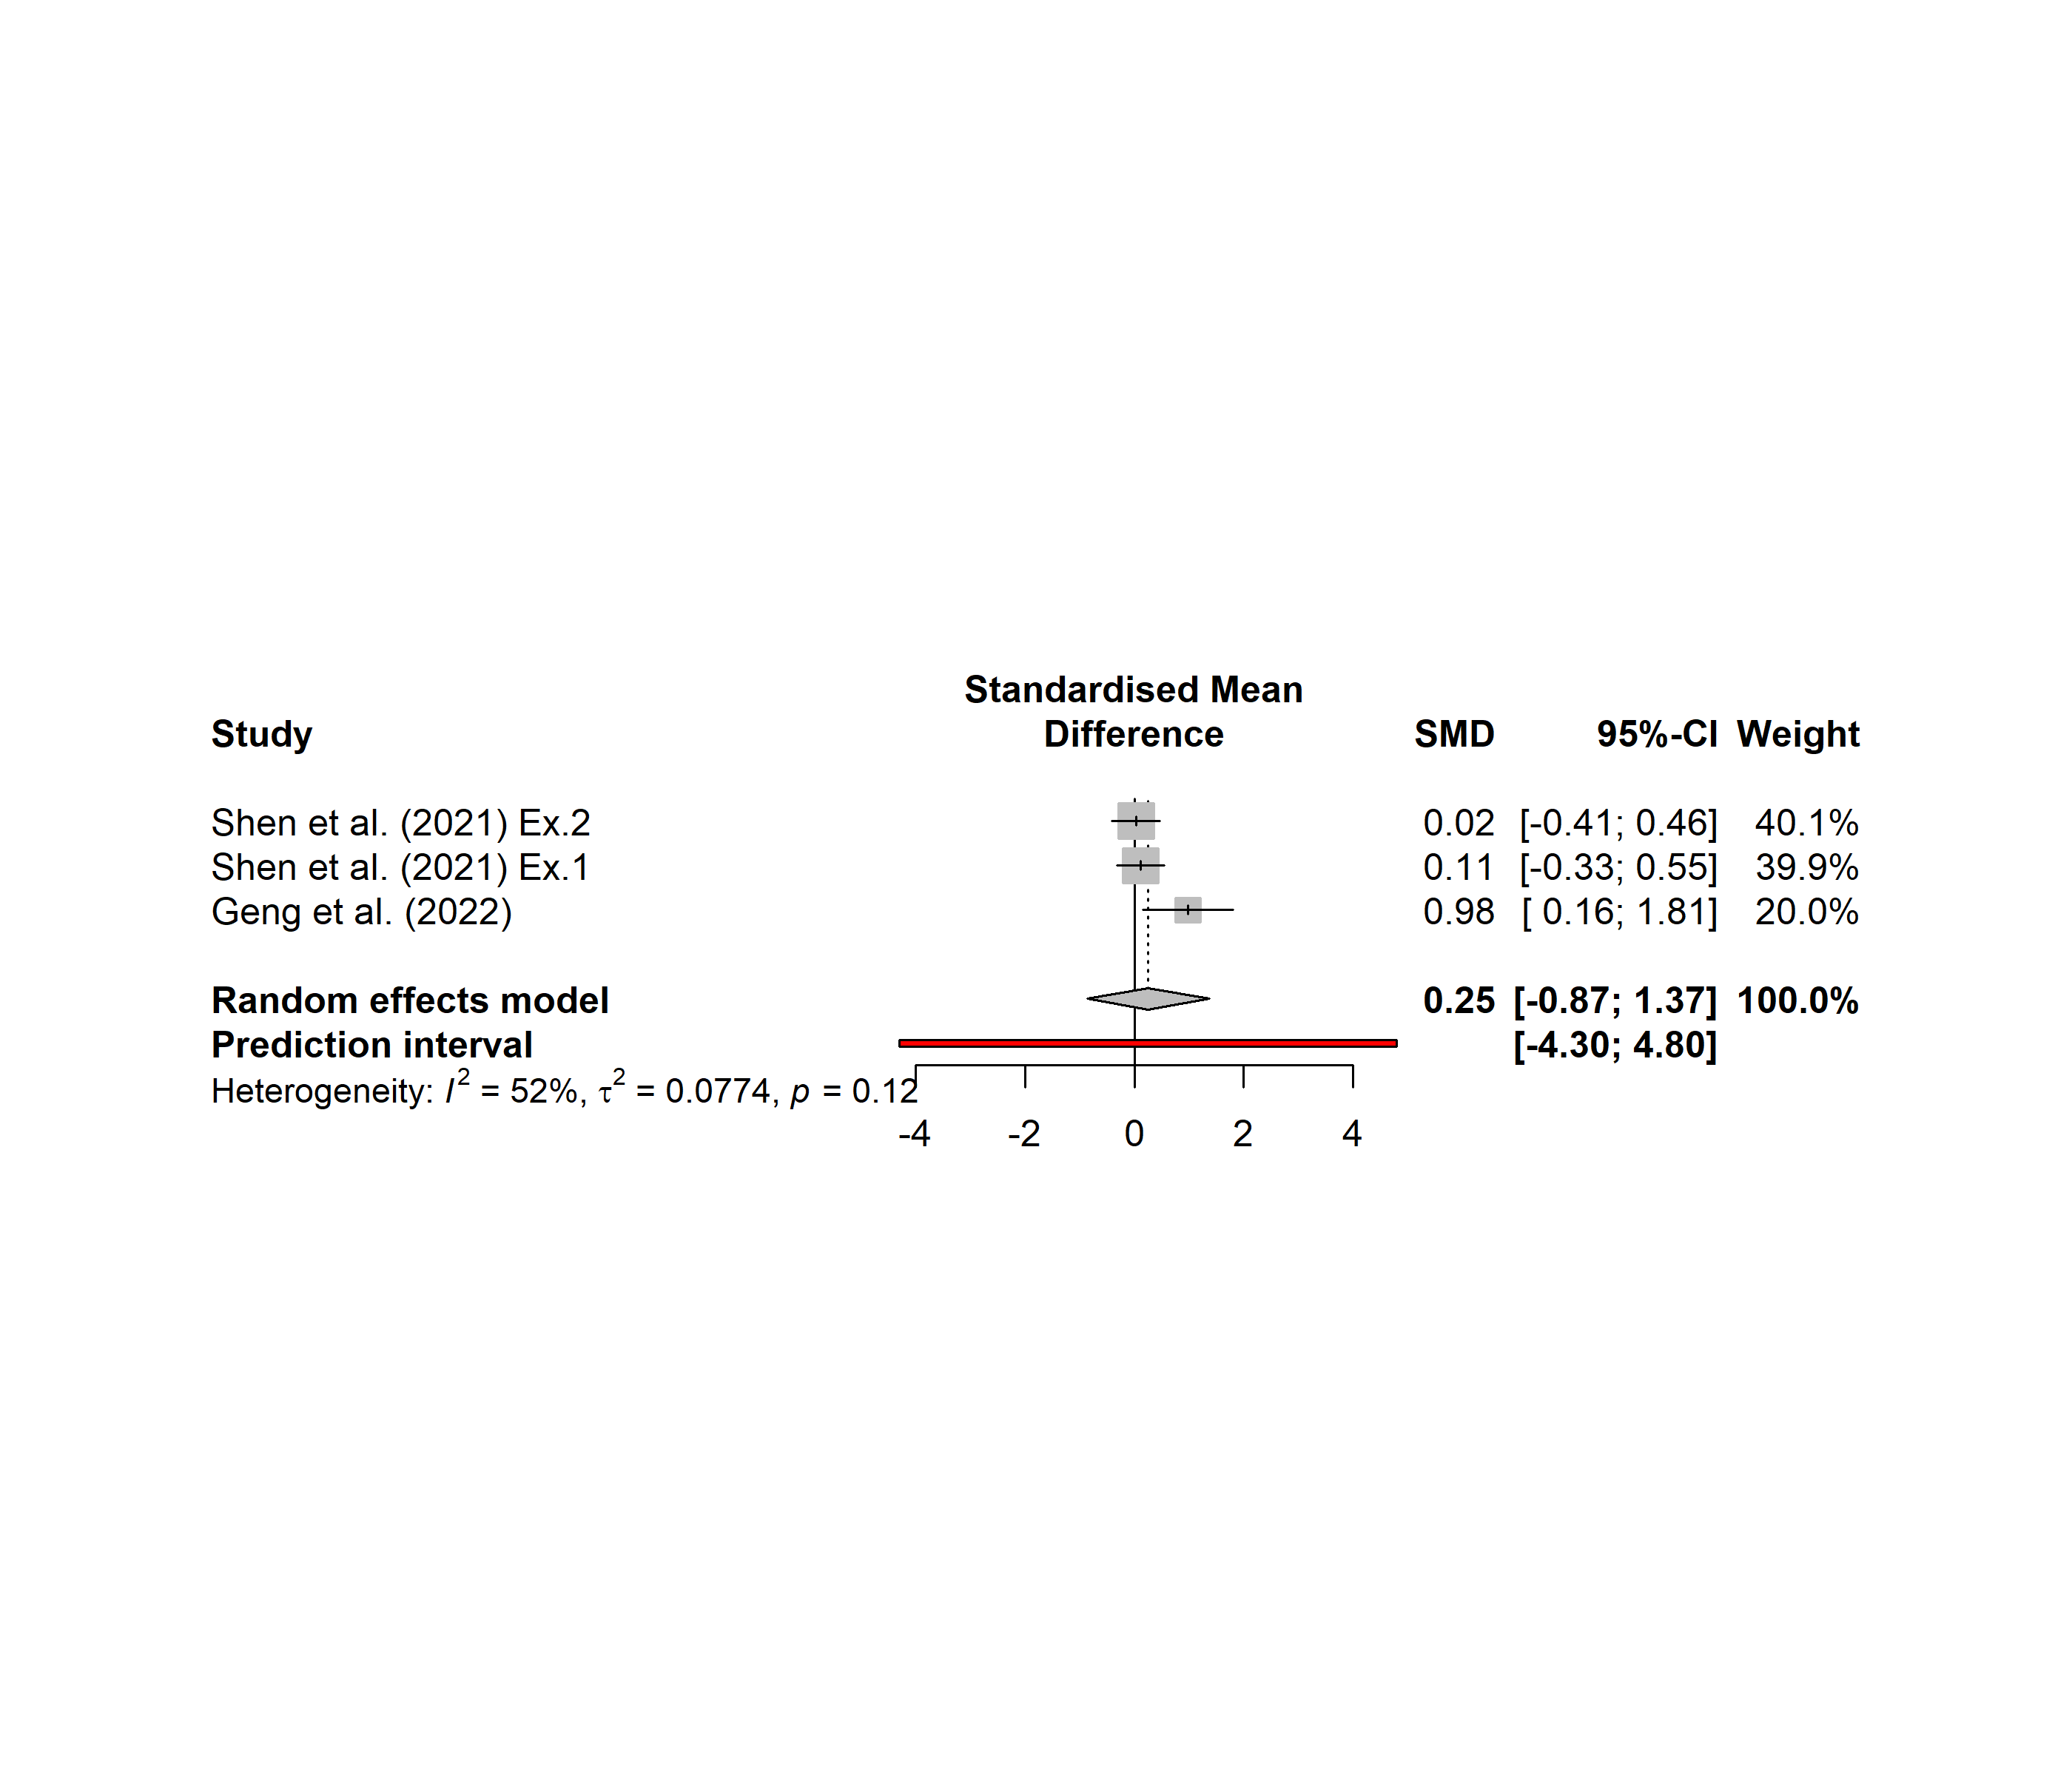 Standardised Mean
Study Difference SMD 95%-CI Weight
Shen et al. (2021) Ex.2 0.02 [-0.41; 0.46] 40.1%
Shen et al. (2021) Ex.1 0.11 [-0.33; 0.55] 39.9%
Geng et al. (2022) 0.98 [ 0.16; 1.81] 20.0%
Random effects model 0.25 [-0.87; 1.37] 100.0%
Prediction interval [-4.30; 4.80]
Heterogeneity: I² = 52%, τ² = 0.0774, p = 0.12
-4 -2 0 2 4